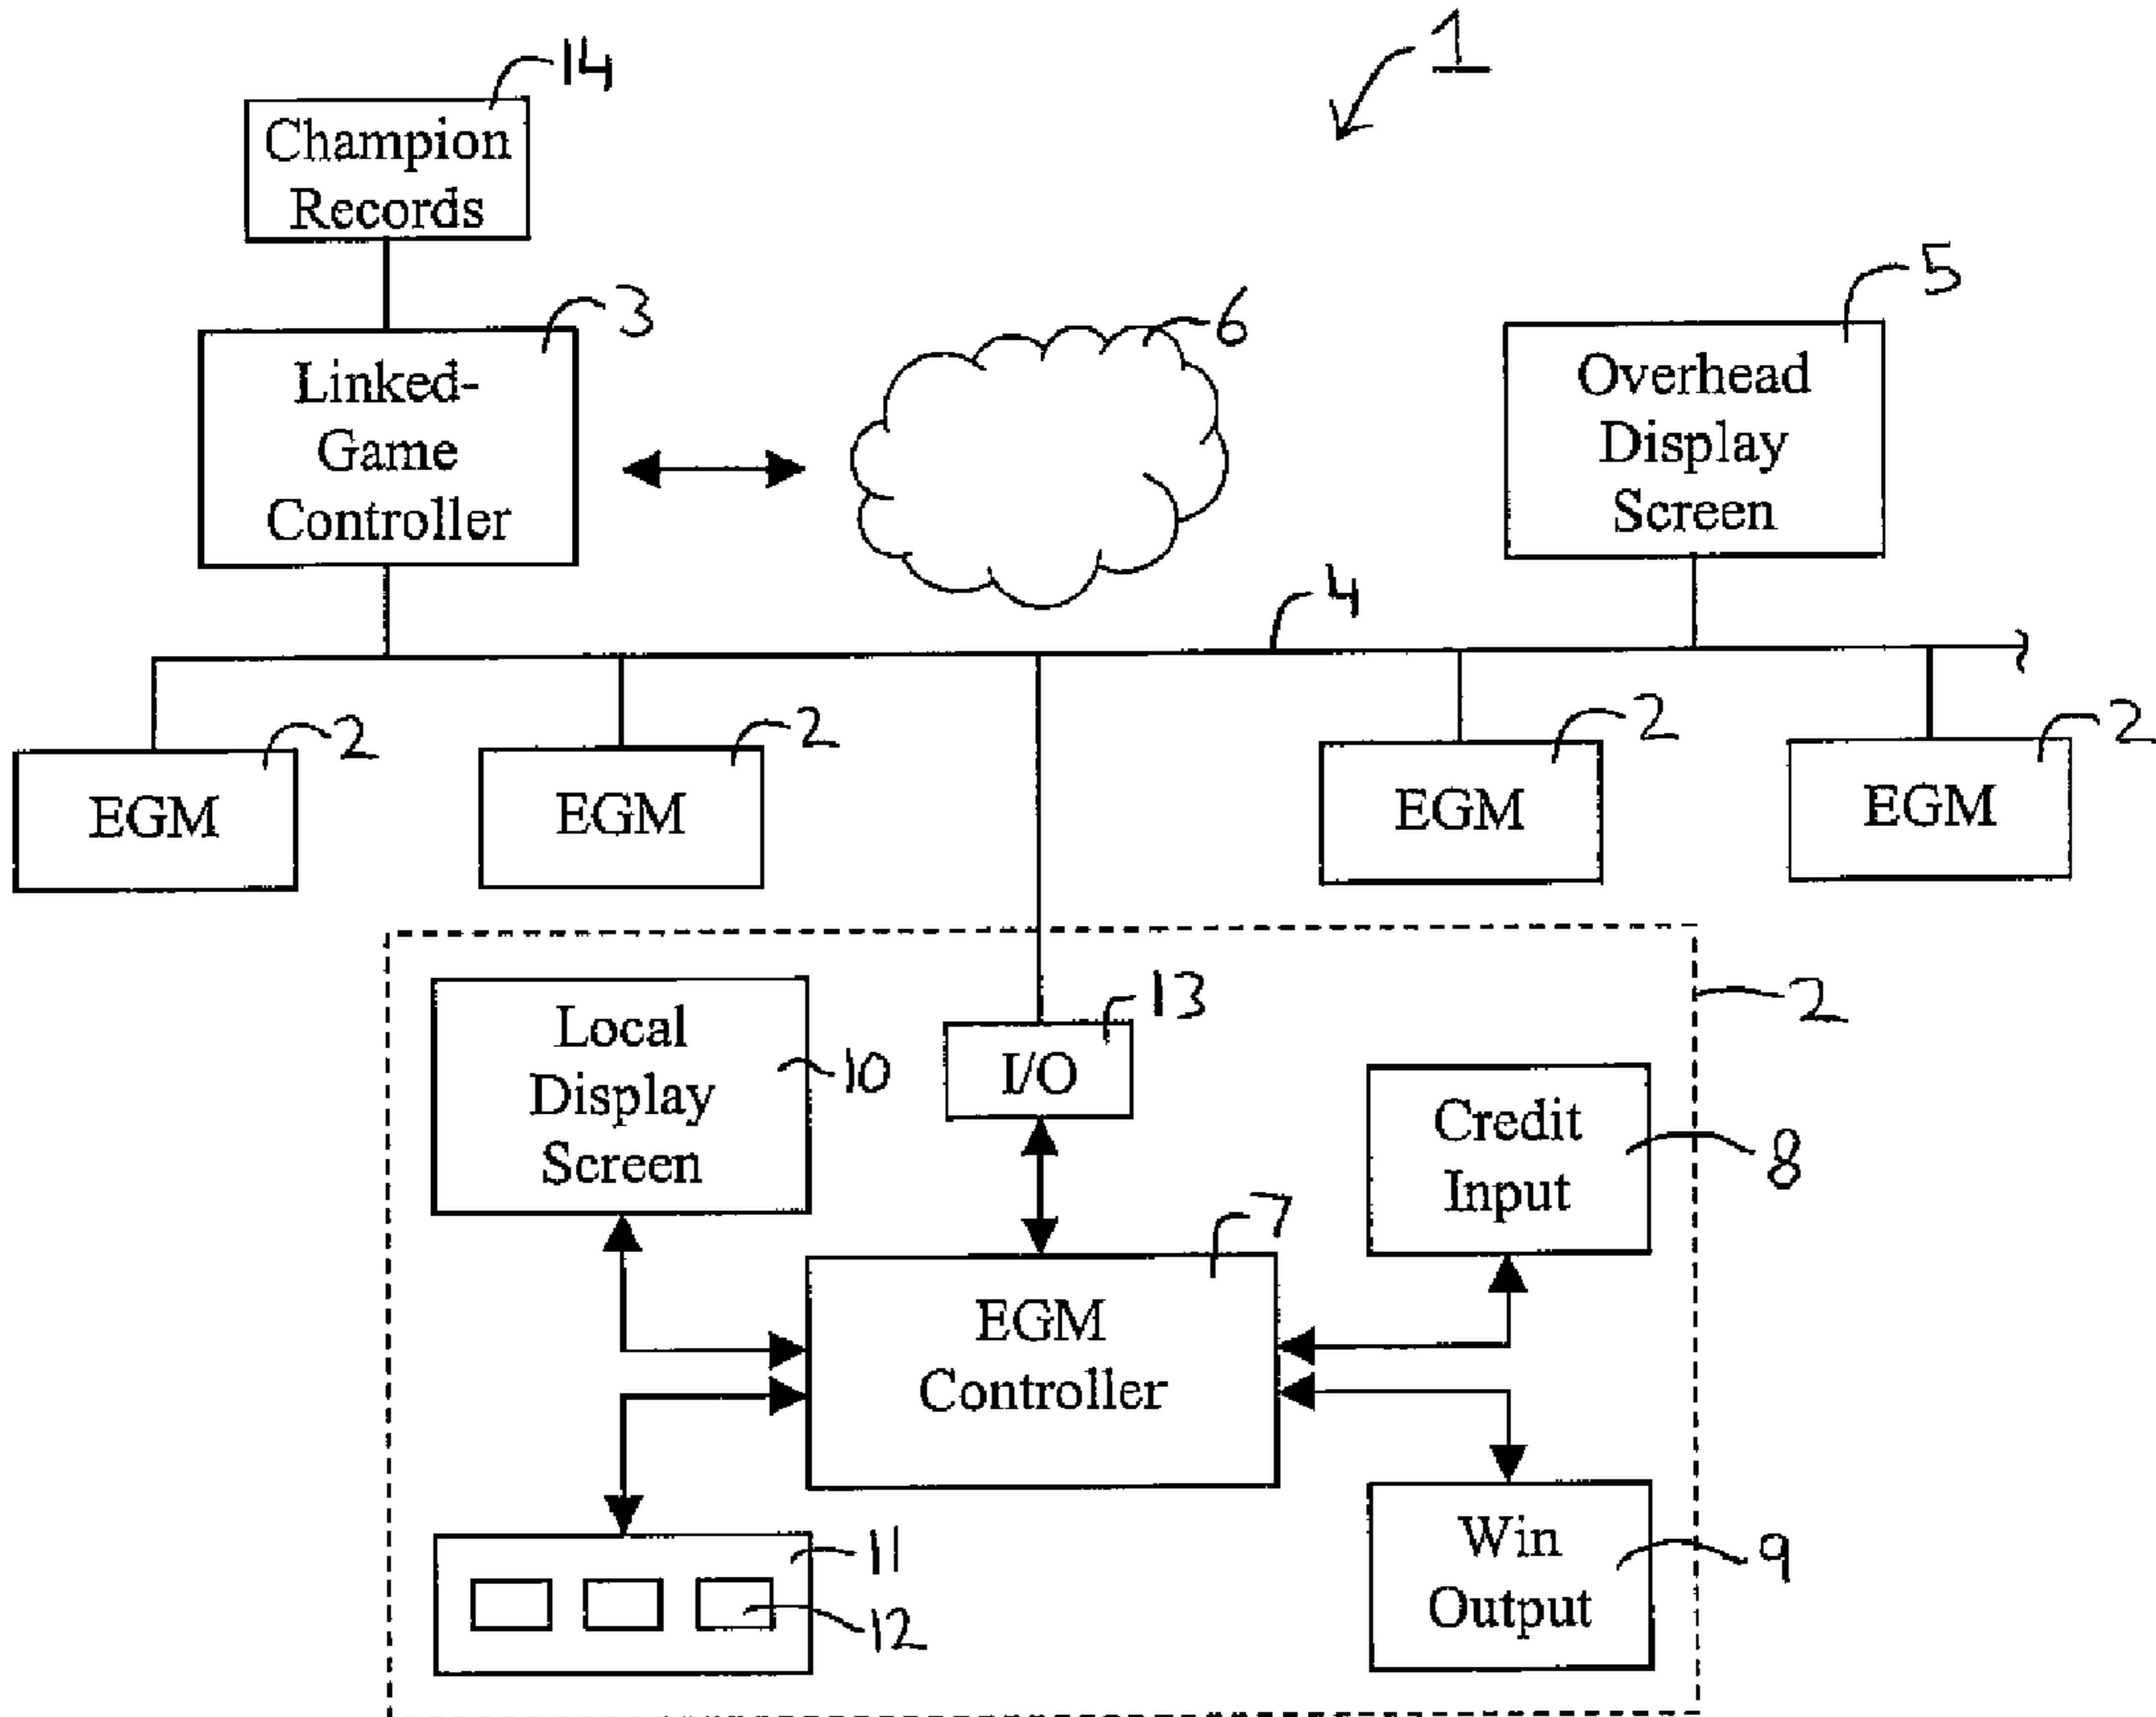 1
14
Champion
Records
3
Linked-
Game
Controller
6
5
Overhead
Display
Screen
4
2
EGM
2
EGM
2
EGM
2
EGM
2
Local
Display
Screen
10
13
I/O
Credit
Input
8
7
EGM
Controller
11
12
Win
Output
9